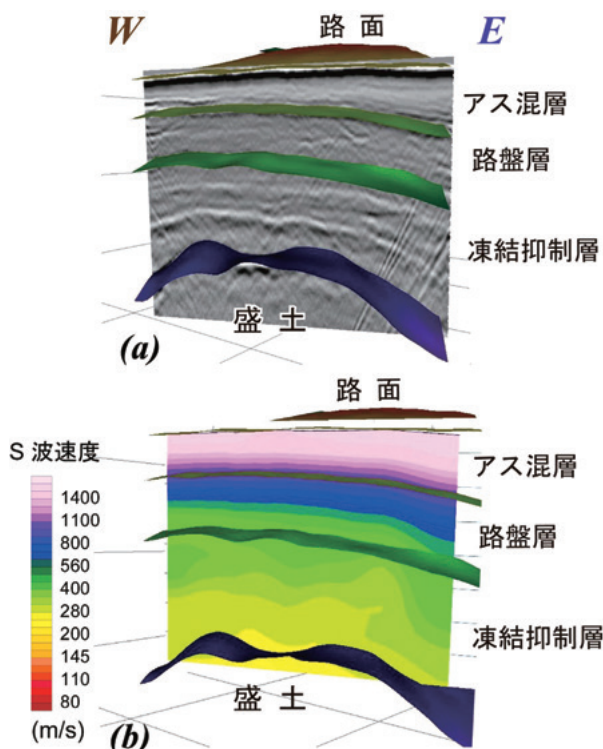 W
路 面
E
アス混層
路盤層
凍結抑制層
盛 土
(a)
路 面
S 波速度
アス混層
1400
1100
800
路盤層
560
400
280
200
凍結抑制層
145
110
80
盛 土
(m/s)
(b)